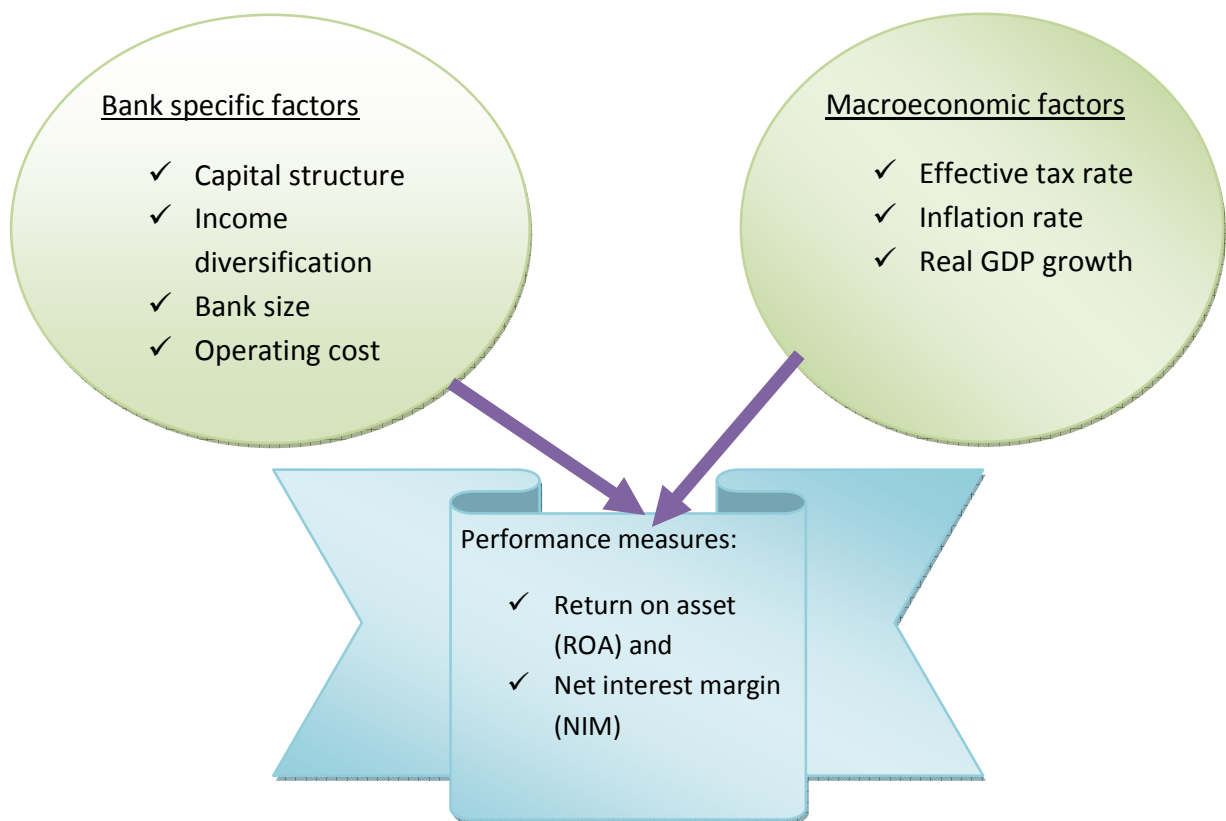 Bank specific factors
✓ Capital structure
✓ Income
diversification
✓ Bank size
✓ Operating cost
Macroeconomic factors
✓ Effective tax rate
✓ Inflation rate
✓ Real GDP growth
Performance measures:
✓ Return on asset
(ROA) and
✓ Net interest margin
(NIM)